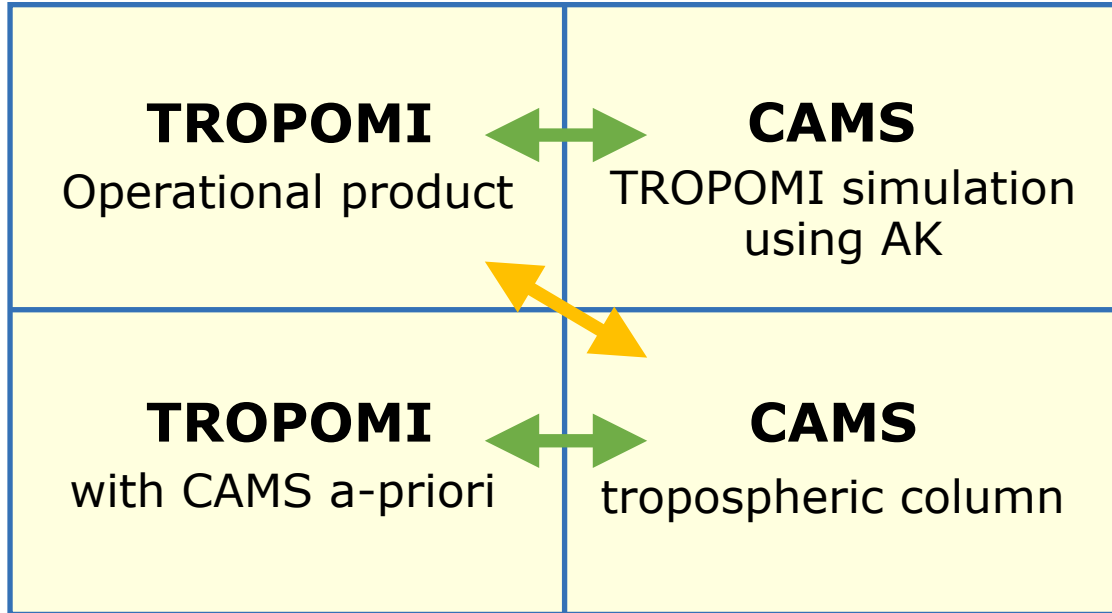 TROPOMI
Operational product
CAMS
TROPOMI simulation
using AK
TROPOMI
with CAMS a-priori
CAMS
tropospheric column